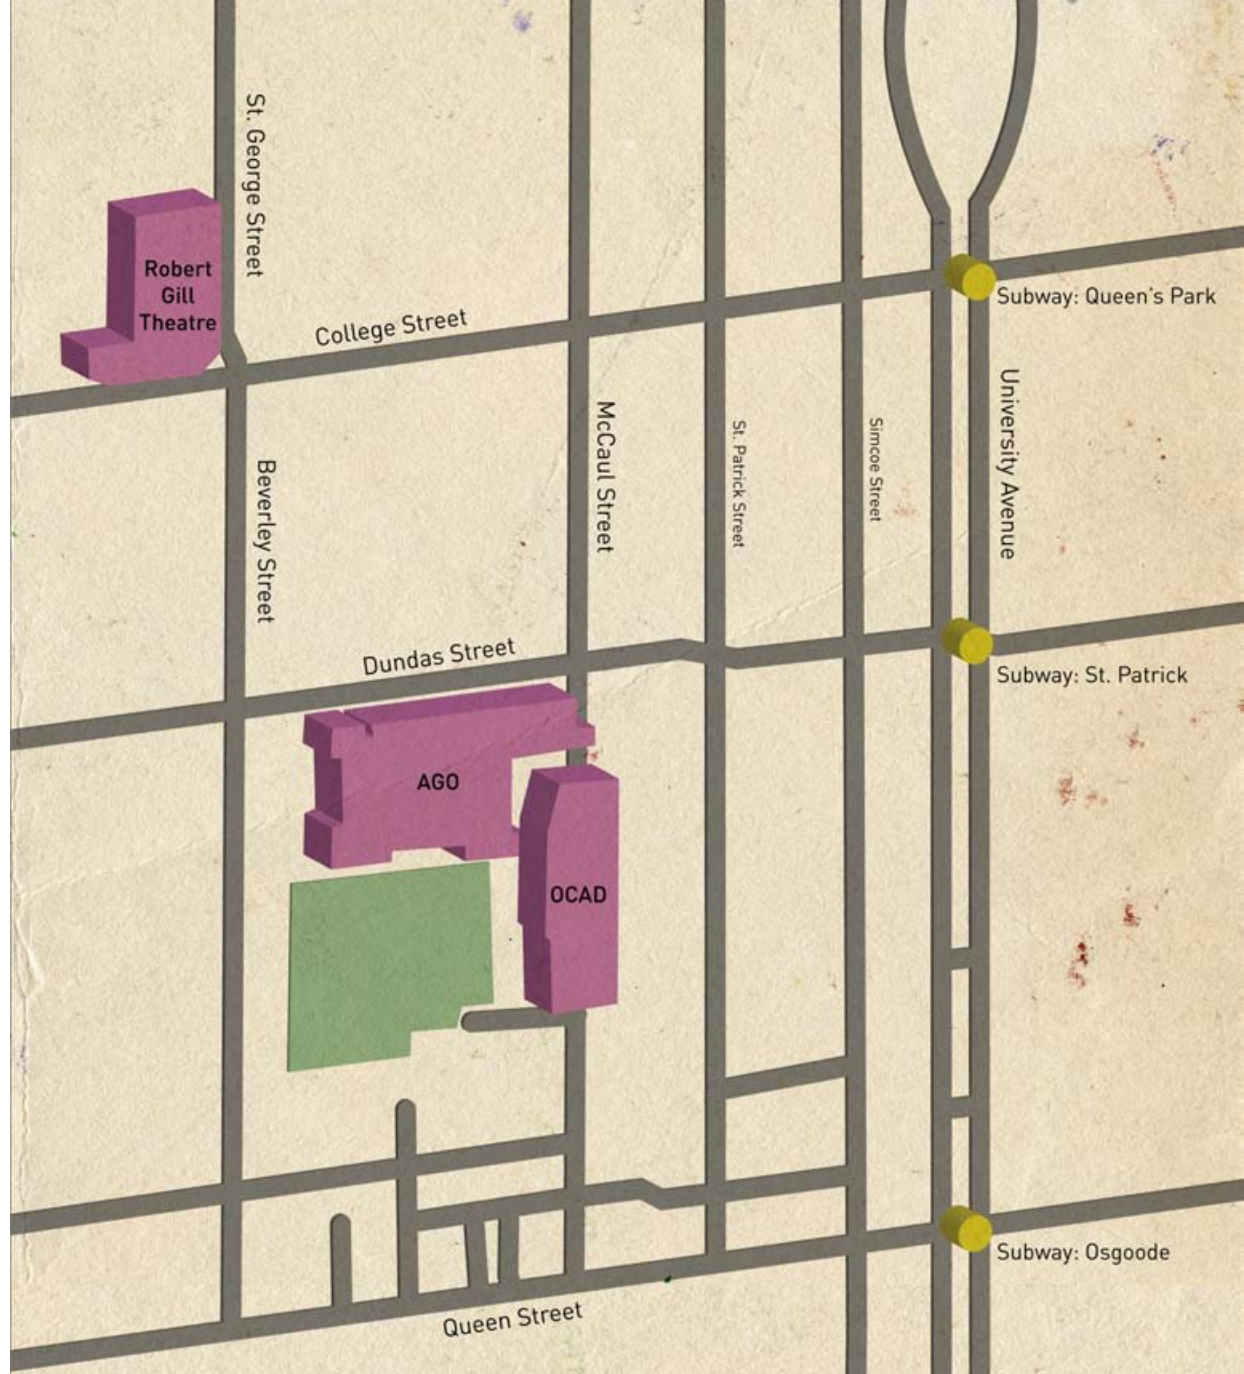 St. George Street
Robert
Gill
Theatre
College Street
Subway: Queen's Park
University Avenue
McCaul Street
St. Patrick Street
Simcoe Street
Beverley Street
Dundas Street
Subway: St. Patrick
AGO
OCAD
Subway: Osgoode
Queen Street